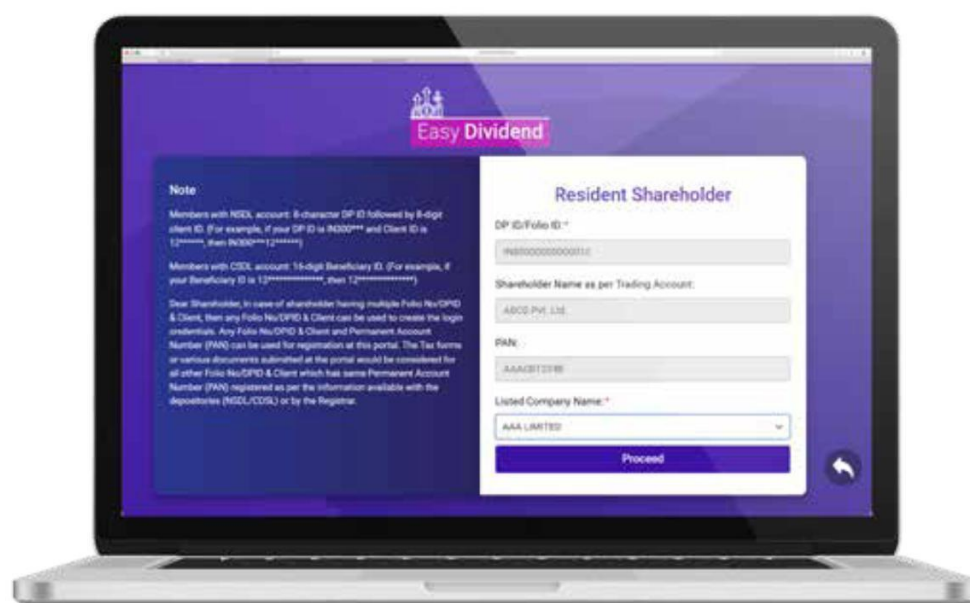 Easy Dividend
Note
Members with NSDL account: 8-character DP ID followed by 8-digit
client ID. (For example, if your DP ID is IN300*** and Client ID is
12******, then IN300***12******)
Members with CSDL account: 16-digit Beneficiary ID. (For example, if
your Beneficiary ID is 12**************, then 12**************)
Dear Shareholder, in case of shareholder having multiple Folio No/DPID
& Client, then any Folio No/DPID & Client can be used to create the login
credentials. Any Folio No/DPID & Client and Permanent Account
Number (PAN) can be used for registration at this portal. The Tax forms
or various documents submitted at the portal would be considered for
all other Folio No/DPID & Client which has same Permanent Account
Number (PAN) registered as per the information available with the
depositories (NSDL/CDSL) or by the Registrar.
Resident Shareholder
DP ID/Folio ID:*
Shareholder Name as per Trading Account:
ABCD Pvt. Ltd.
PAN:
Listed Company Name:*
AAA LIMITED
Proceed